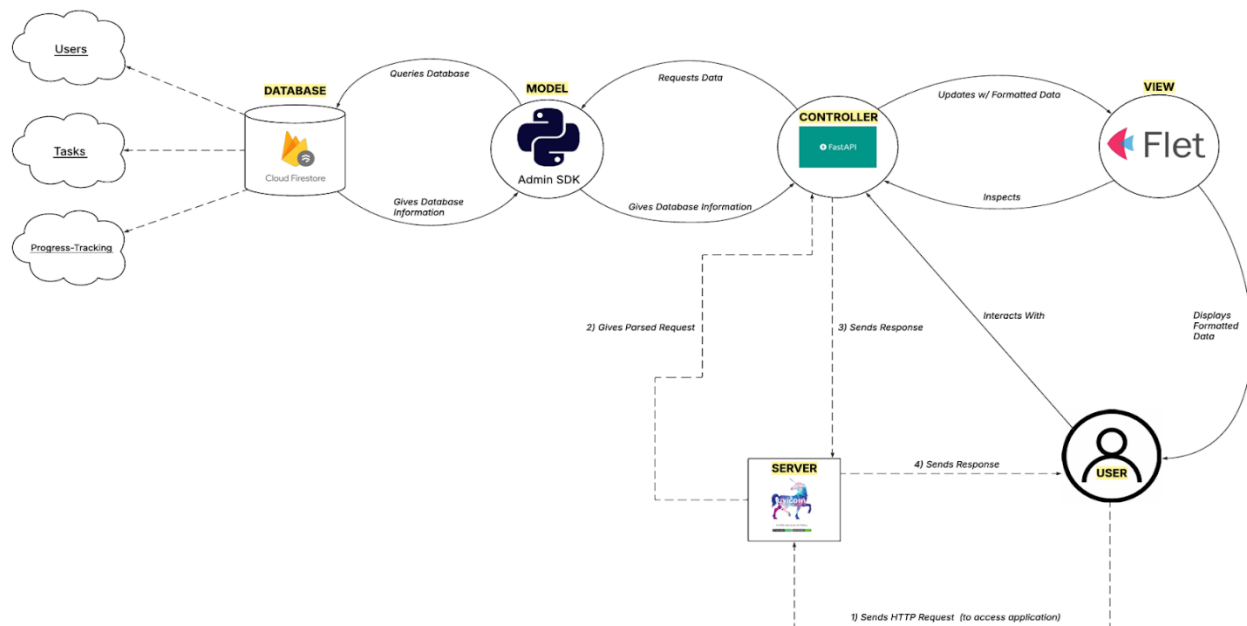 Users
Queries Database
MODEL
Requests Data
VIEW
DATABASE
CONTROLLER
Updates w/ Formatted Data
Tasks
Cloud Firestore
Admin SDK
FastAPI
Flet
Gives Database
Information
Gives Database Information
Inspects
Progress-Tracking
2) Gives Parsed Request
3) Sends Response
Interacts With
Displays
Formatted
Data
SERVER
4) Sends Response
USER
1) Sends HTTP Request (to access application)